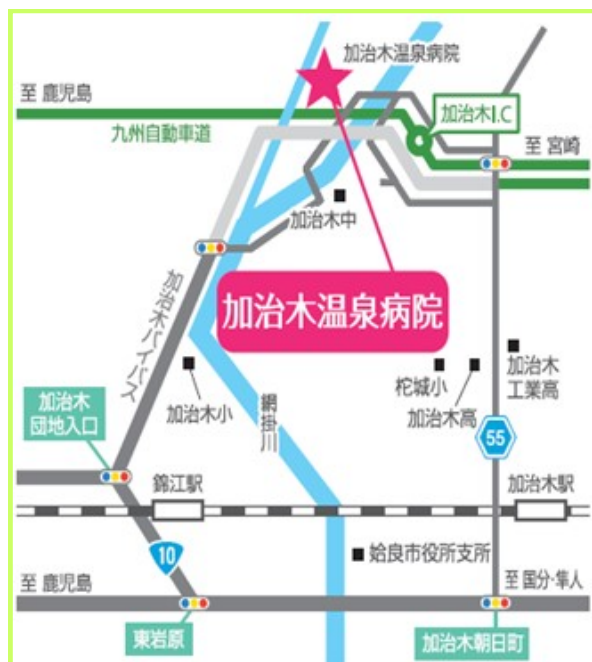 加治木温泉病院
至 鹿児島
加治木I.C
九州自動車道
至 宮崎
加治木中
加治木バイパス
加治木温泉病院
加治木小
網掛川
柁城小
加治木高
加治木
工業高
加治木
団地入口
55
錦江駅
加治木駅
10
姶良市役所支所
至 鹿児島
至 国分・隼人
東岩原
加治木朝日町